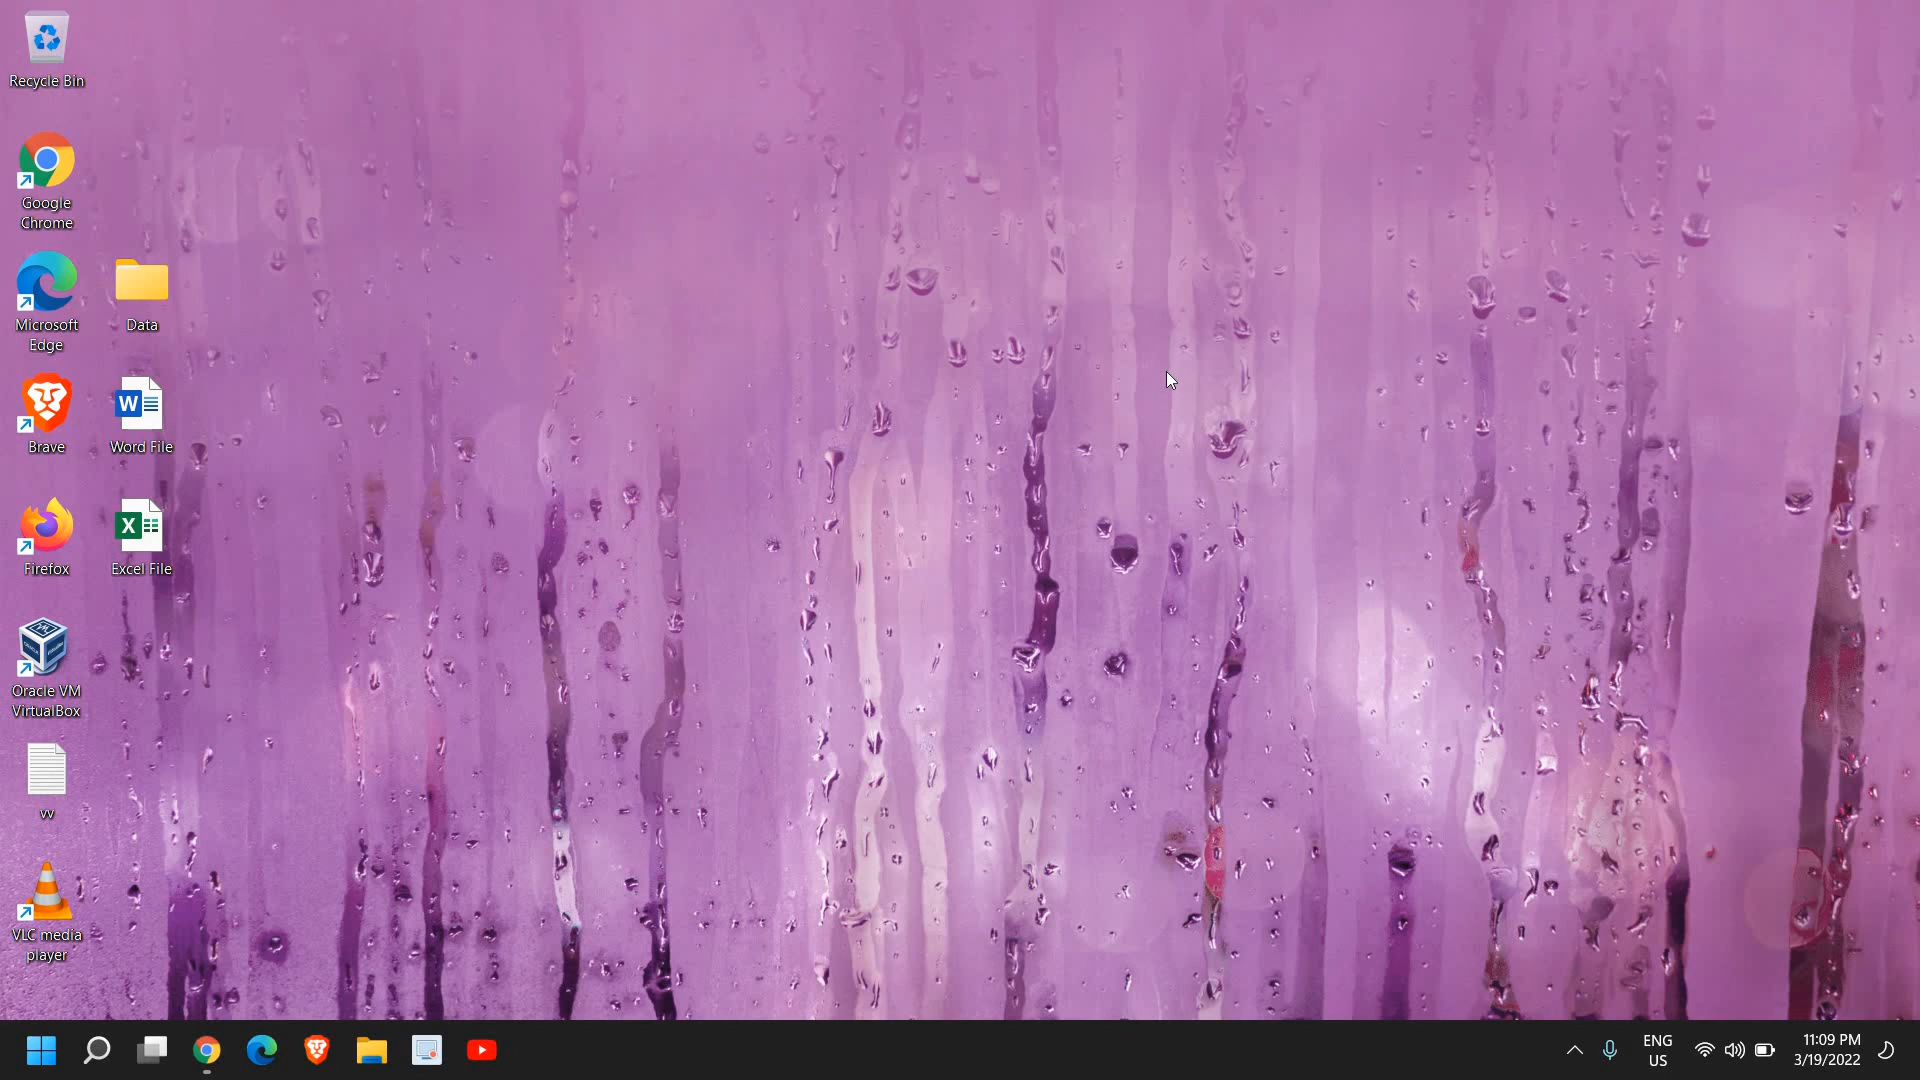 Recycle Bin
Google
Chrome
Microsoft
Edge
Data
Brave
Word File
Firefox
Excel File
Oracle VM
VirtualBox
vv
VLC media
player
ENG
US
11:09 PM
3/19/2022